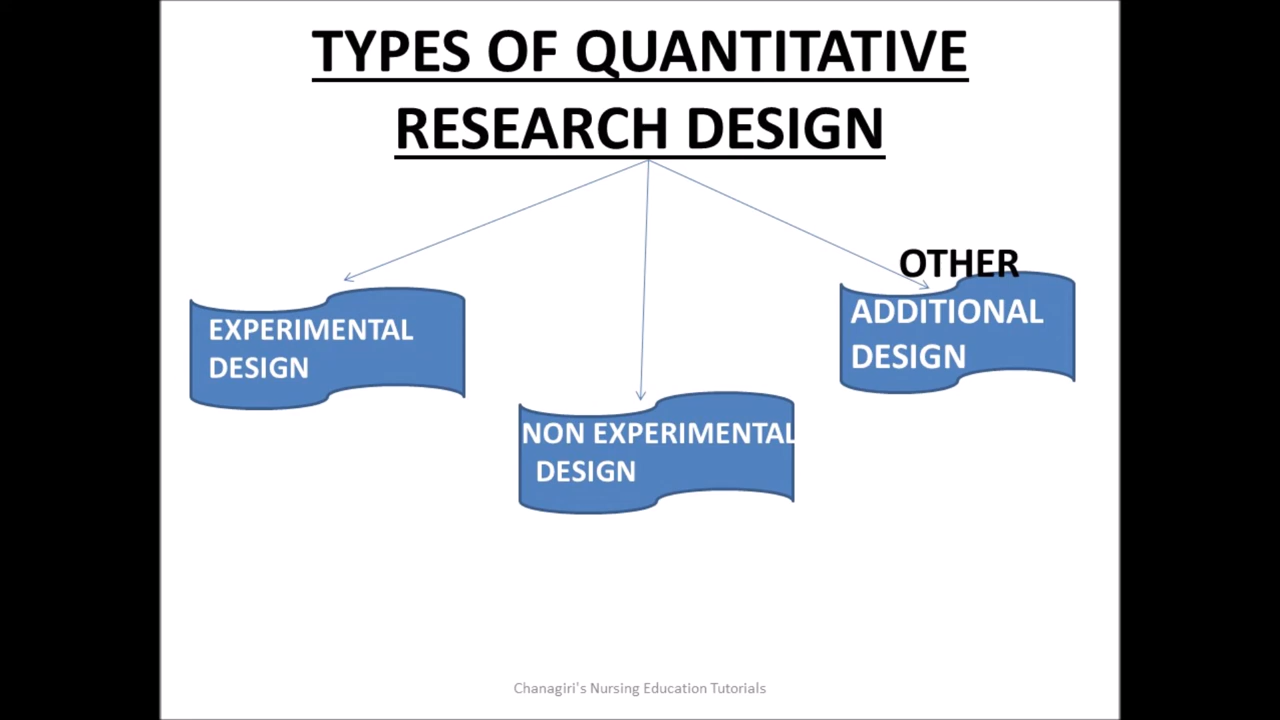 TYPES OF QUANTITATIVE
RESEARCH DESIGN
EXPERIMENTAL
DESIGN
NON EXPERIMENTAL
DESIGN
OTHER
ADDITIONAL
DESIGN
Chanagiri's Nursing Education Tutorials